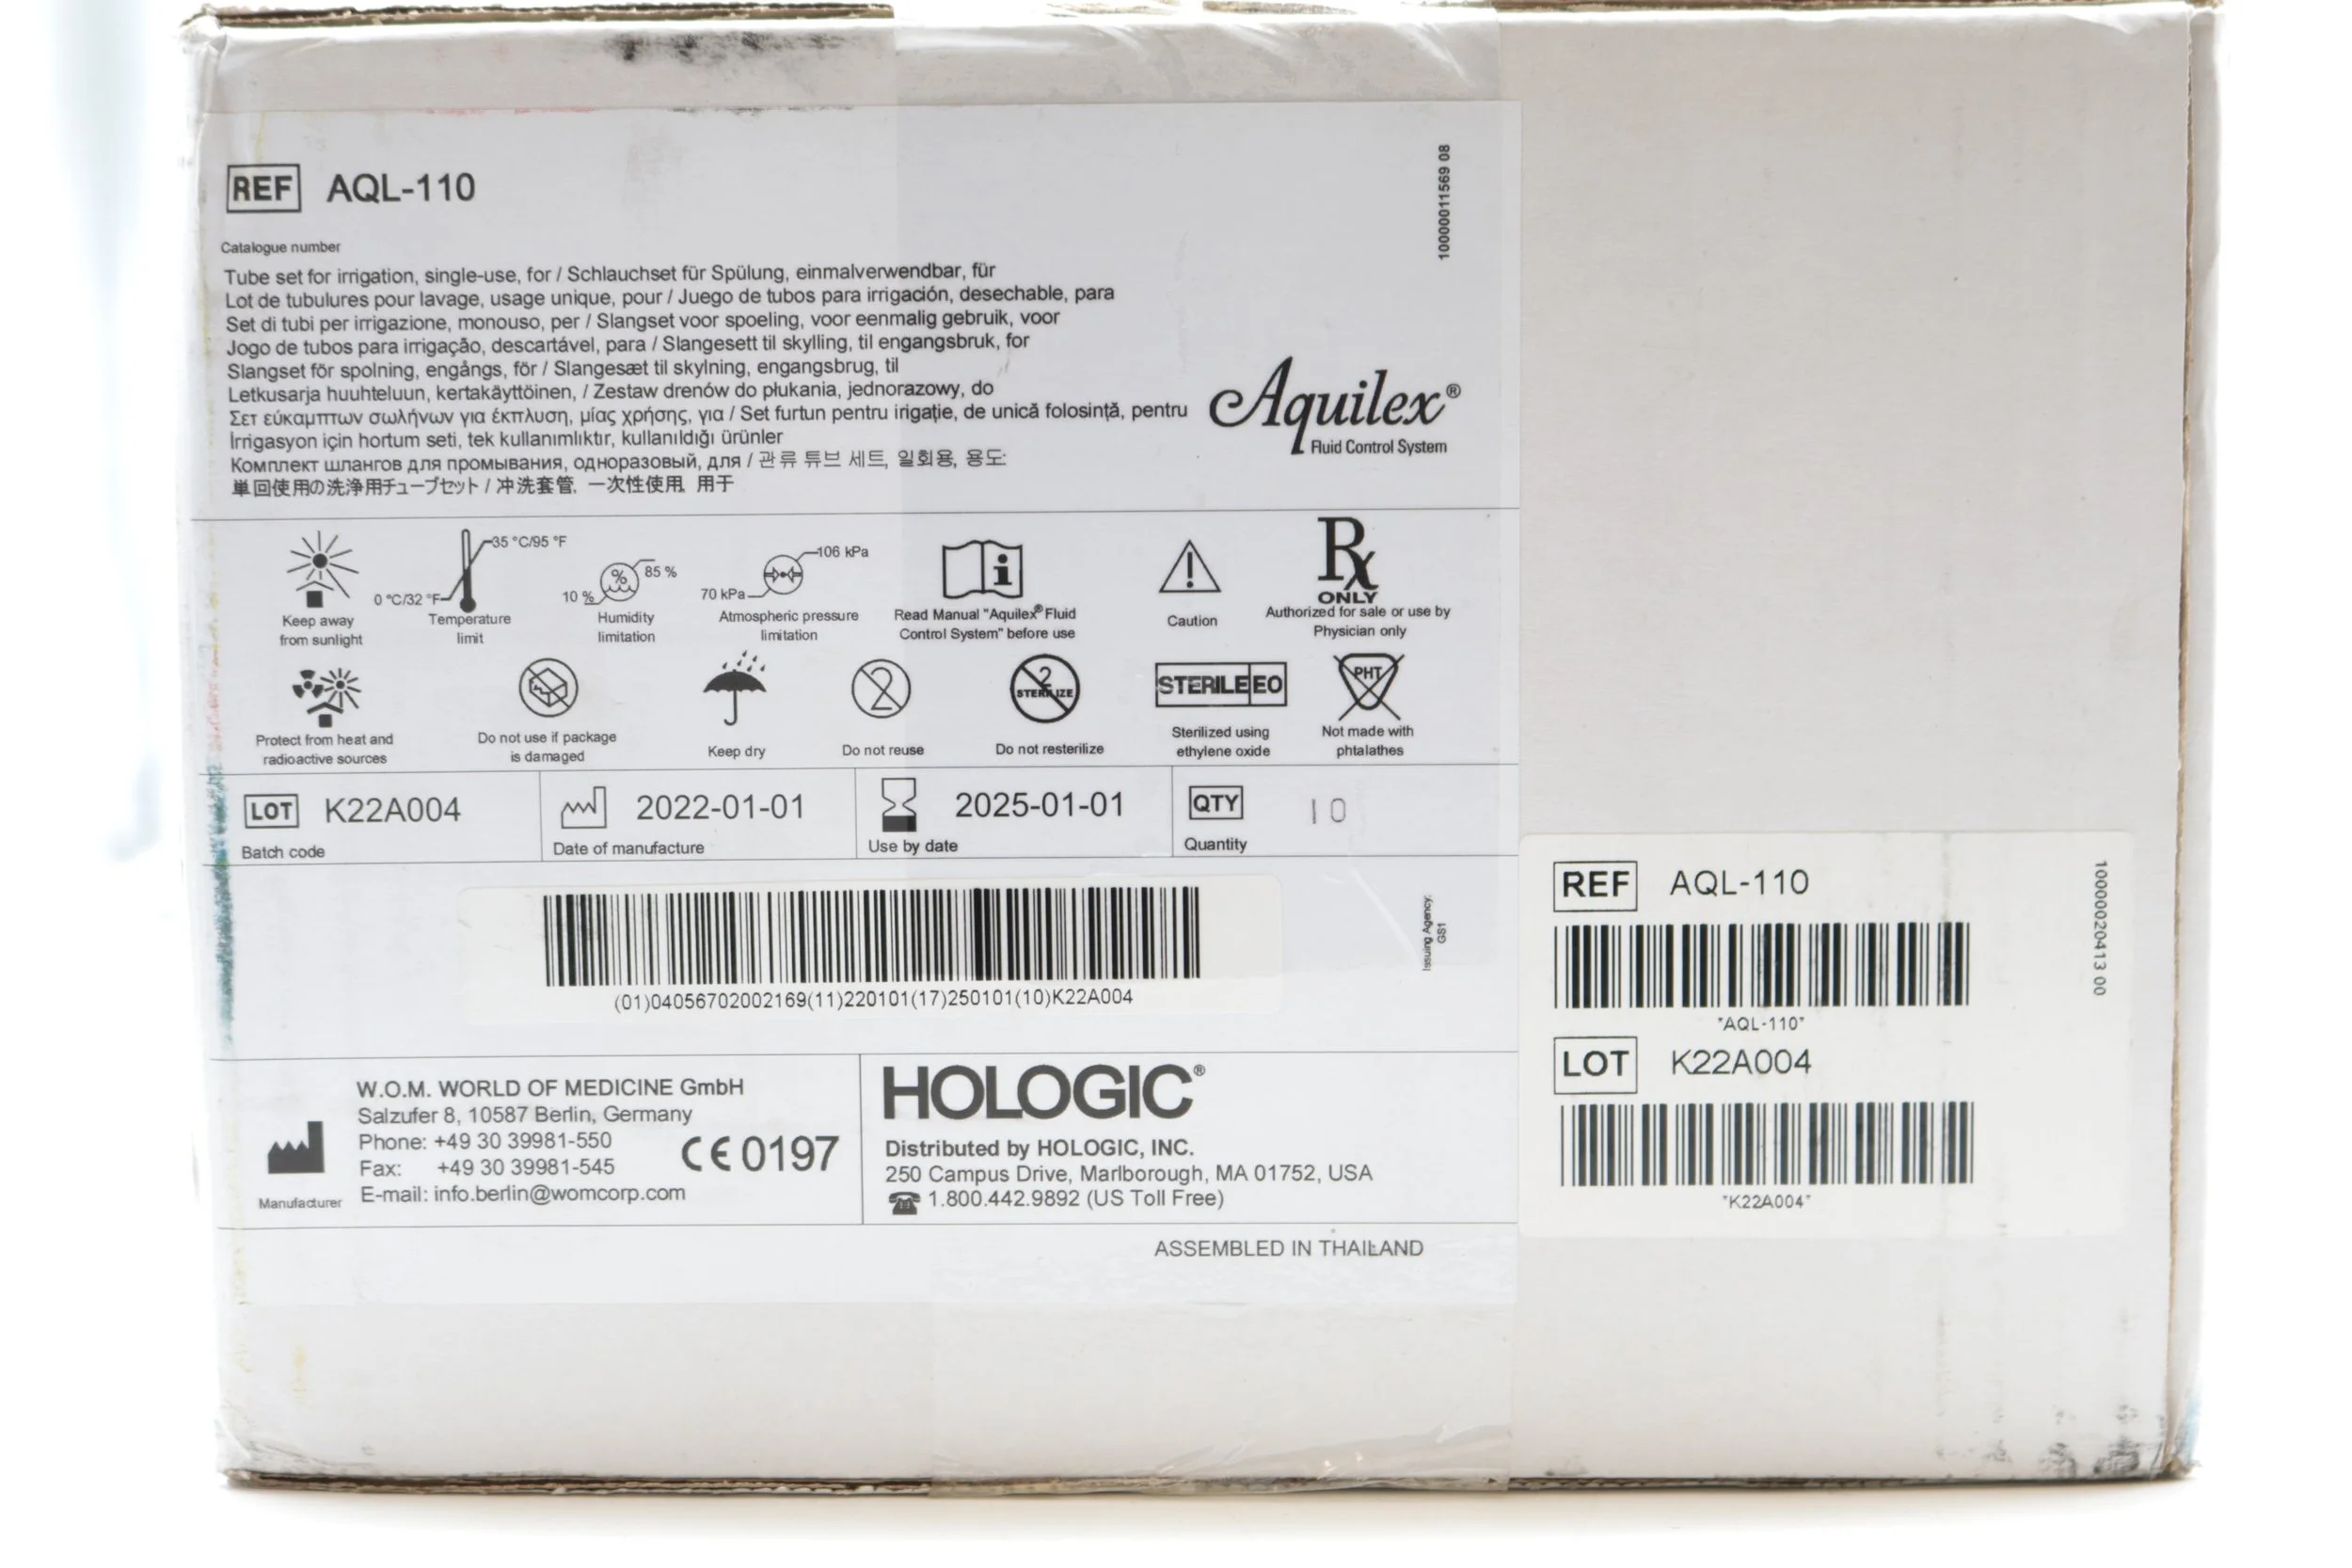 REF AQL-110
Catalogue number
Tube set for irrigation, single-use, for / Schlauchset für Spülung, einmalverwendbar, für
Lot de tubulures pour lavage, usage unique, pour / Juego de tubos para irrigación, desechable, para
Set di tubi per irrigazione, monouso, per / Slangset voor spoeling, voor eenmalig gebruik, voor
Jogo de tubos para irrigação, descartável, para / Slangesett til skylling, til engangsbruk, for
Slangset för spolning, engångs, för / Slangesæt til skylning, engangsbrug, til
Letkusarja huuhteluun, kertakäyttöinen, / Zestaw drenów do płukania, jednorazowy, do
Σετ εύκαμπτων σωλήνων για έκπλυση, μίας χρήσης, για / Set furtun pentru irigație, de unică folosință, pentru
İrrigasyon için hortum seti, tek kullanımlıktır, kullanıldığı ürünler
Комплект шлангов для промывания, одноразовый, для / 관류 튜브 세트, 일회용, 용도:
単回使用の洗浄用チューブセット / 冲洗套管, 一次性使用, 用于
1000011569 08
Aquilex®
Fluid Control System
35 °C/95 °F
0 °C/32 °F
Temperature
limit
Keep away
from sunlight
85 %
%
10 %
Humidity
limitation
106 kPa
70 kPa
Atmospheric pressure
limitation
Read Manual "Aquilex® Fluid
Control System" before use
Caution
Rx
ONLY
Authorized for sale or use by
Physician only
Protect from heat and
radioactive sources
Do not use if package
is damaged
Keep dry
2
Do not reuse
2
STERILIZE
Do not resterilize
STERILE EO
Sterilized using
ethylene oxide
PHT
Not made with
phtalathes
LOT K22A004
Batch code
2022-01-01
Date of manufacture
2025-01-01
Use by date
QTY 10
Quantity
(01)04056702002169(11)220101(17)250101(10)K22A004
Issuing Agency:
GS1
W.O.M. WORLD OF MEDICINE GmbH
Salzufer 8, 10587 Berlin, Germany
Phone: +49 30 39981-550
Fax: +49 30 39981-545
E-mail: info.berlin@womcorp.com
Manufacturer
CE 0197
HOLOGIC®
Distributed by HOLOGIC, INC.
250 Campus Drive, Marlborough, MA 01752, USA
1.800.442.9892 (US Toll Free)
ASSEMBLED IN THAILAND
REF AQL-110
*AQL-110*
LOT K22A004
*K22A004*
1000020413 00